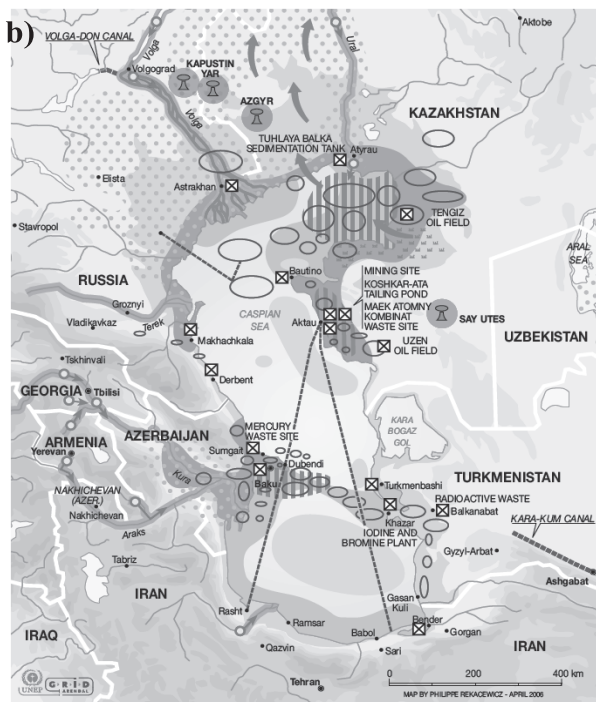 b)
VOLGA-DON CANAL
Volga
Volgograd
KAPUSTIN
YAR
AZGYR
Volga
Ural
Aktobe
KAZAKHSTAN
TUHLAYA BALKA
SEDIMENTATION TANK
Atyrau
Elista
Astrakhan
Stavropol
TENGIZ
OIL FIELD
ARAL
SEA
RUSSIA
Bautino
MINING SITE
KOSHKAR-ATA
TAILING POND
MAEK ATOMNY
KOMBINAT
WASTE SITE
SAY UTES
CASPIAN
SEA
Groznyi
Terek
Vladikavkaz
Makhachkala
Aktau
UZEN
OIL FIELD
UZBEKISTAN
Tskhinvali
Derbent
GEORGIA
Tbilisi
KARA
BOGAZ
GOL
ARMENIA
Yerevan
AZERBAIJAN
MERCURY
WASTE SITE
Sumgait
Dubendi
Baku
Kura
NAKHICHEVAN
(AZER.)
Nakhichevan
Araks
TURKMENISTAN
Turkmenbashi
RADIOACTIVE WASTE
Balkanabat
Khazar
IODINE AND
BROMINE PLANT
KARA-KUM CANAL
Gyzyl-Arbat
Ashgabat
Tabriz
IRAN
Gasan
Kuli
Rasht
Ramsar
Bender
Gorgan
Babol
Sari
IRAN
IRAQ
Qazvin
Tehran
UNEP
GRID
ARENDAL
0 200 400 km
MAP BY PHILIPPE REKACEWICZ - APRIL 2006